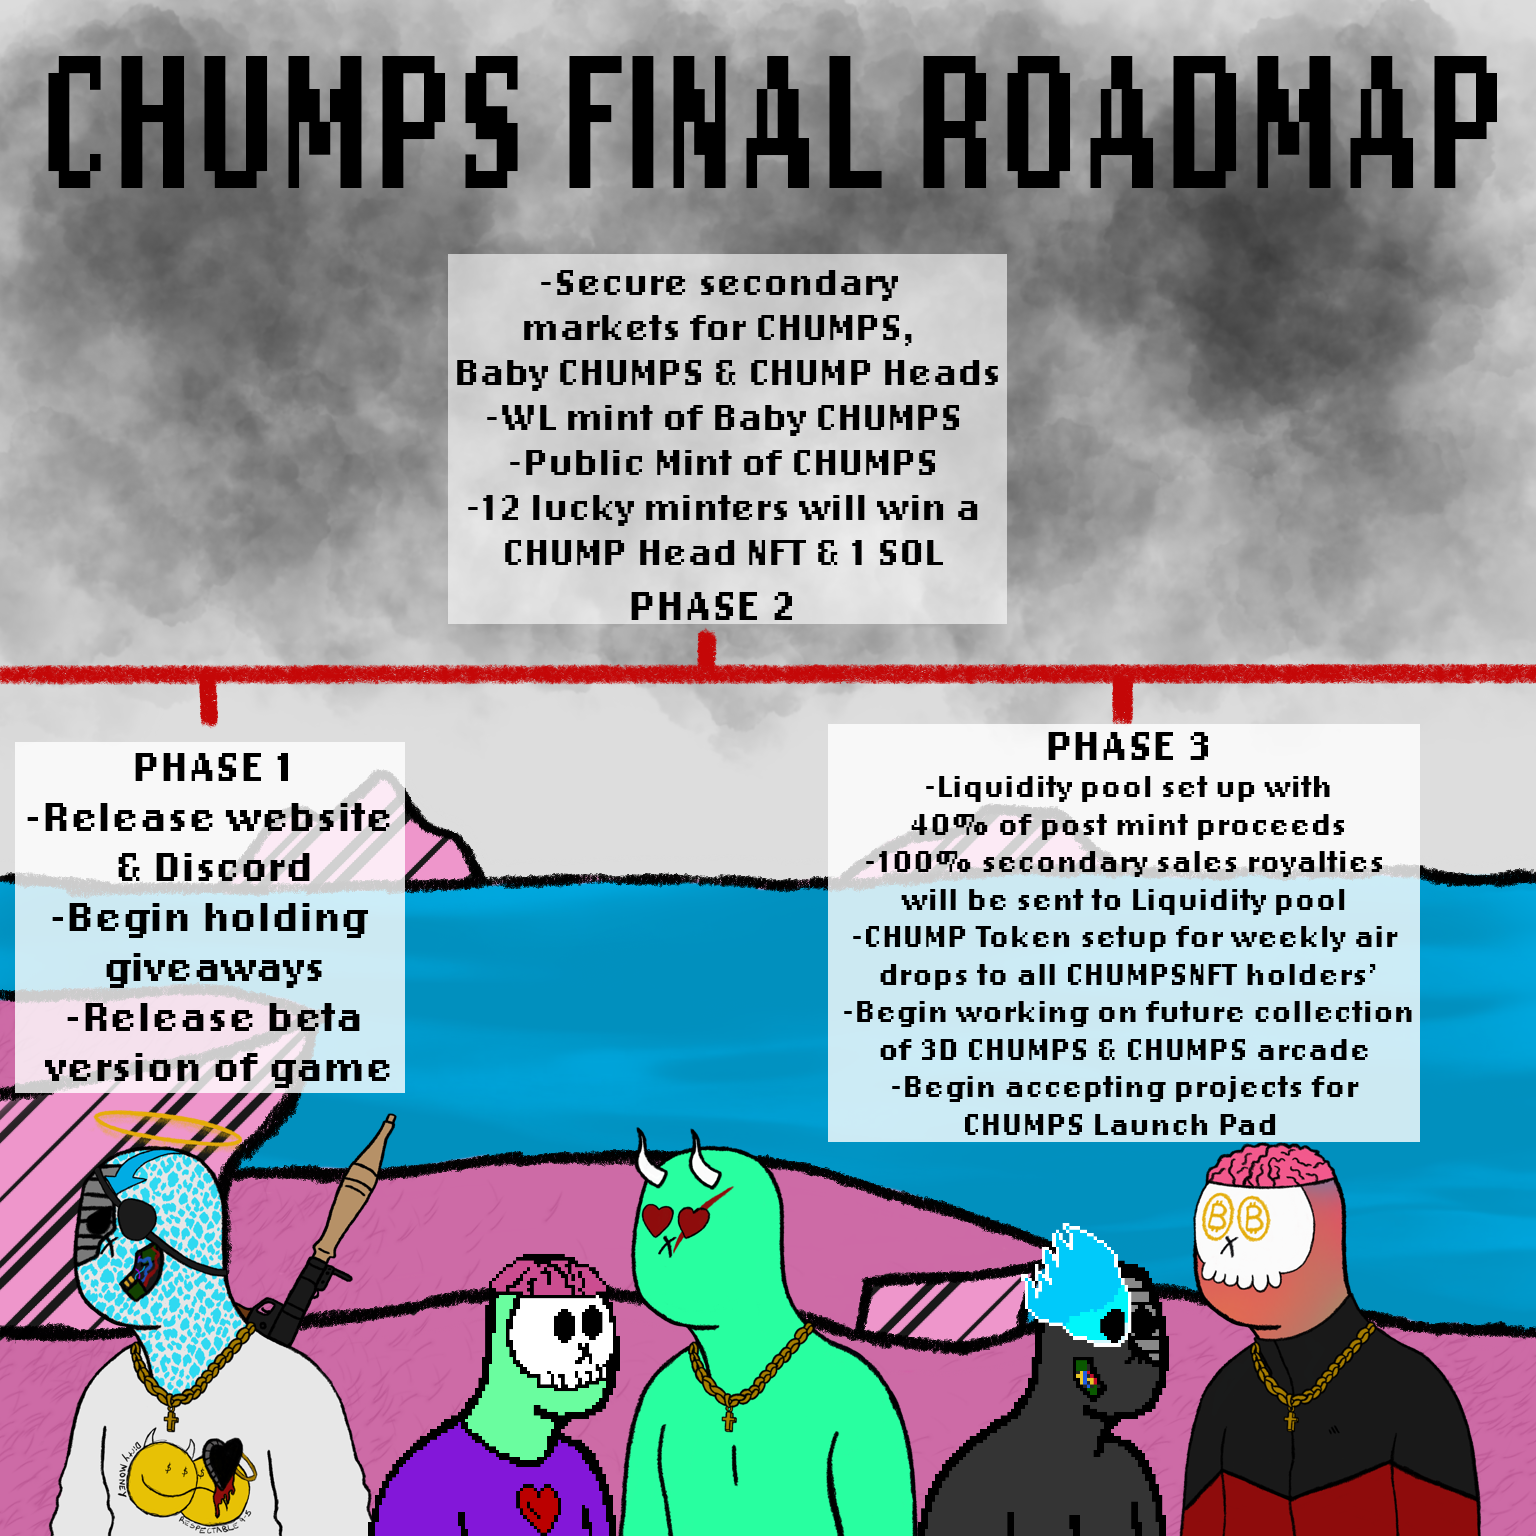 CHUMPS FINAL ROADMAP
-Secure secondary
markets for CHUMPS,
Baby CHUMPS & CHUMP Heads
-WL mint of Baby CHUMPS
-Public Mint of CHUMPS
-12 lucky minters will win a
CHUMP Head NFT & 1 SOL
PHASE 2
PHASE 1
-Release website
& Discord
-Begin holding
giveaways
-Release beta
version of game
PHASE 3
-Liquidity pool set up with
40% of post mint proceeds
-100% secondary sales royalties
will be sent to Liquidity pool
-CHUMP Token setup for weekly air
drops to all CHUMPSNFT holders’
-Begin working on future collection
of 3D CHUMPS & CHUMPS arcade
-Begin accepting projects for
CHUMPS Launch Pad
DIRTY MONEY
RESPECTABLE 9-5